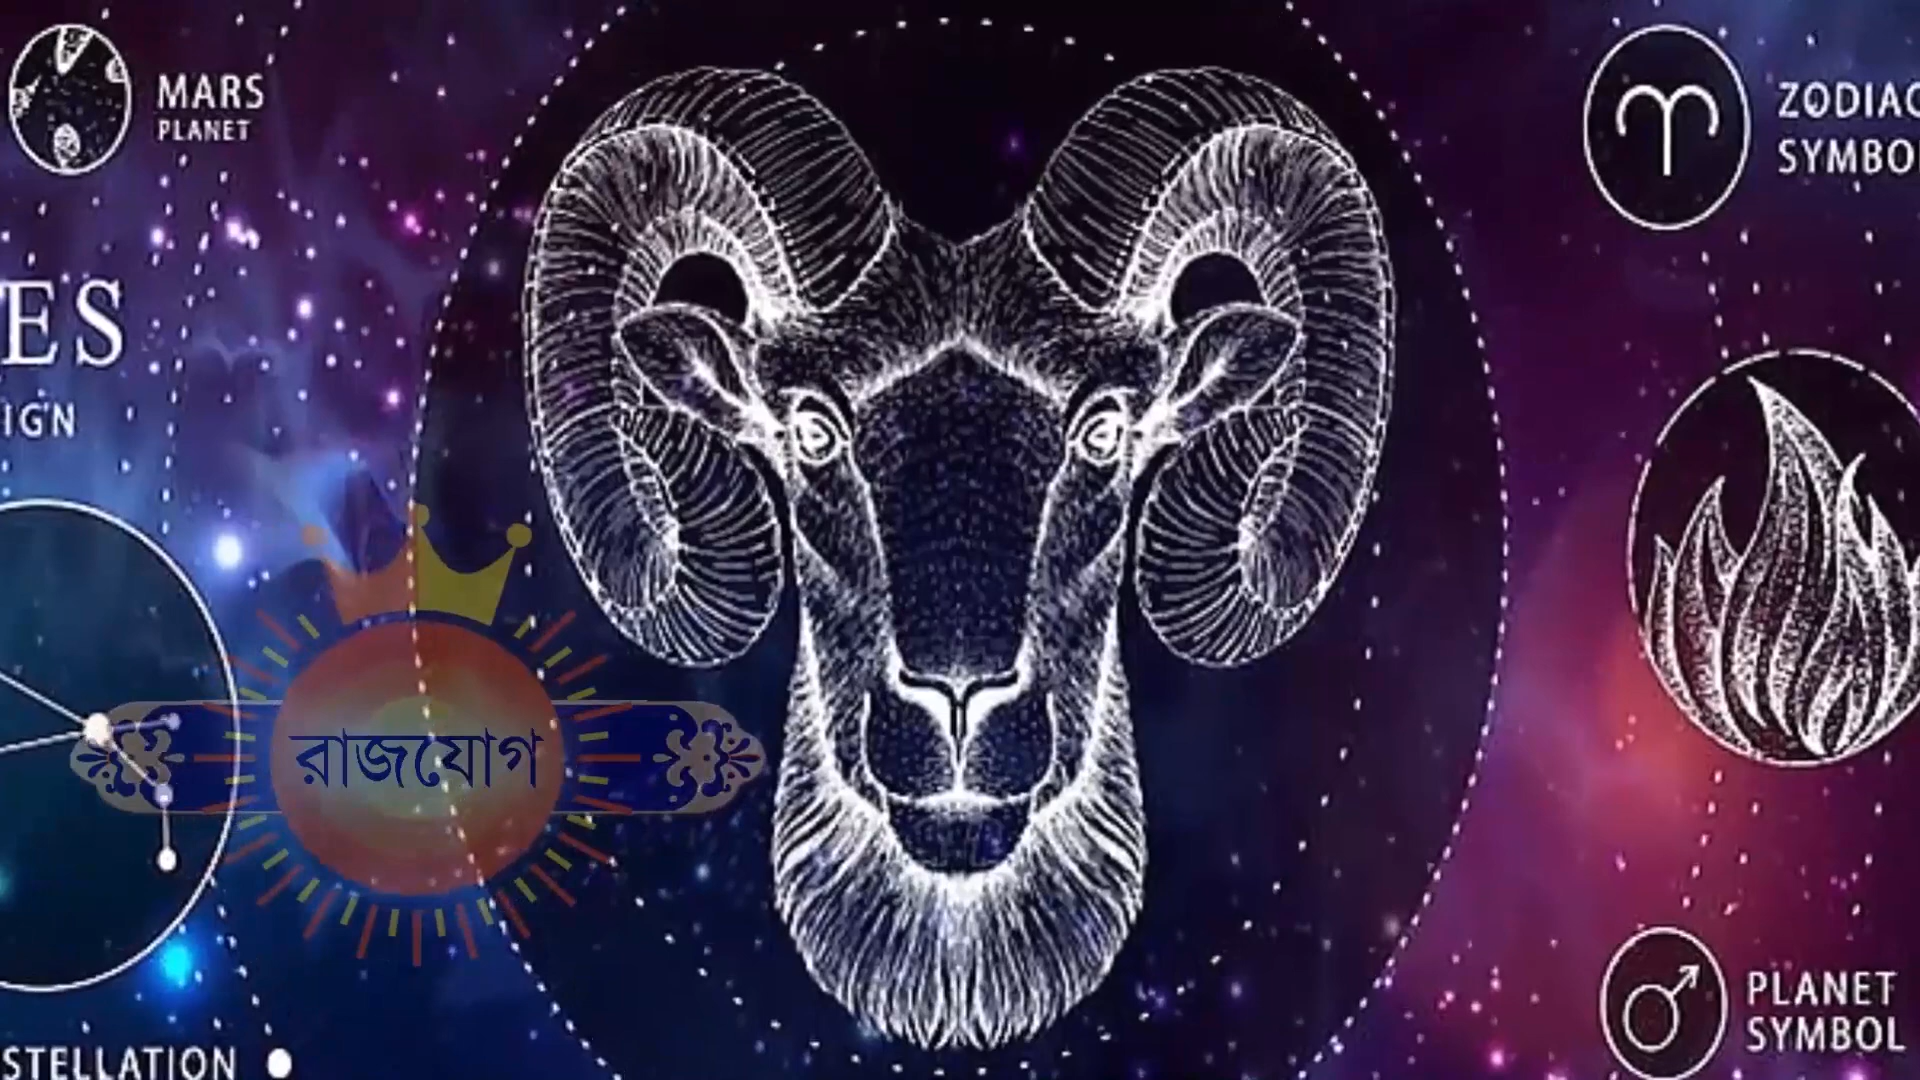 MARS
PLANET
ZODIAC
SYMBOL
ES
IGN
রাজযোগ
STELLATION
PLANET
SYMBOL